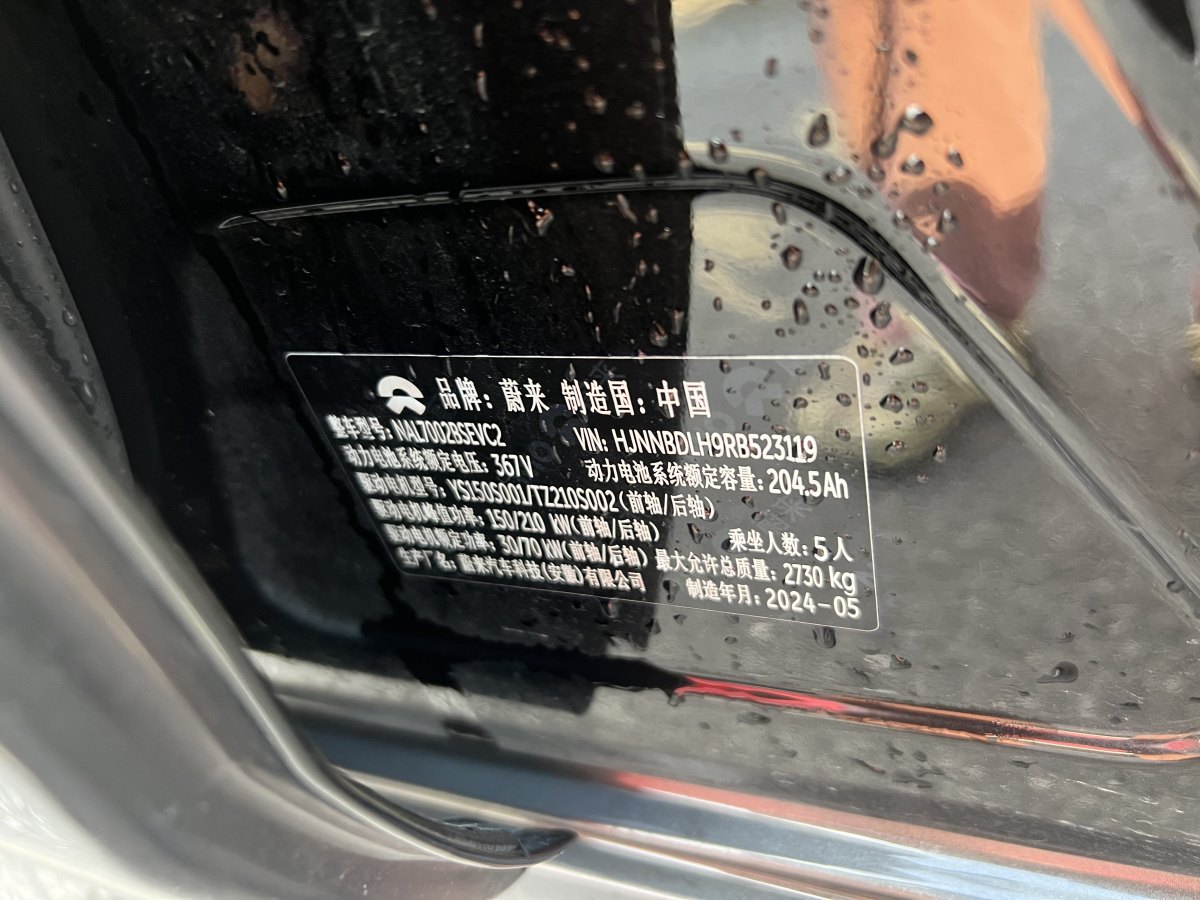 品牌：蔚来 制造国：中国
整车型号：NAL7002BSEVC2 VIN: HJNNBDLH9RB523119
动力电池系统额定电压：367V 动力电池系统额定容量：204.5Ah
驱动电机型号：YS150S001/TZ210S002（前轴/后轴）
驱动电机峰值功率：150/210 kW（前轴/后轴） 乘坐人数：5人
驱动电机额定功率：30/70 kW（前轴/后轴） 最大允许总质量：2730 kg
生产厂名：蔚来汽车科技（安徽）有限公司 制造年月：2024-05